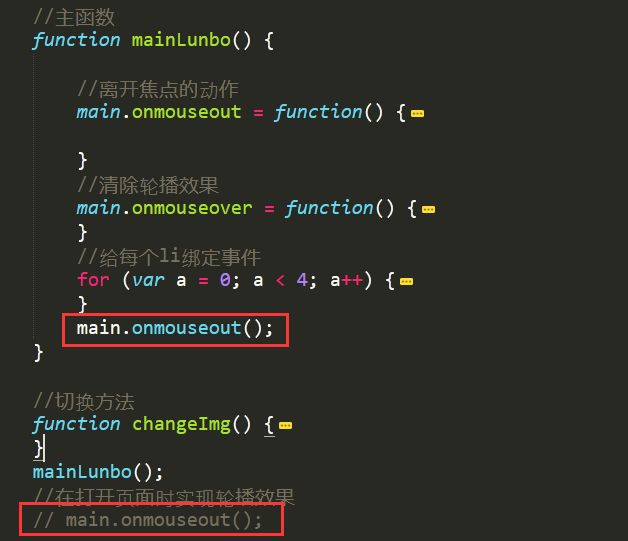 //主函数
function mainLunbo() {
//离开焦点的动作
main.onmouseout = function() {
}
//清除轮播效果
main.onmouseover = function() {
}
//给每个li绑定事件
for (var a = 0; a < 4; a++) {
}
main.onmouseout();
}
//切换方法
function changeImg() {
}
mainLunbo();
//在打开页面时实现轮播效果
// main.onmouseout();